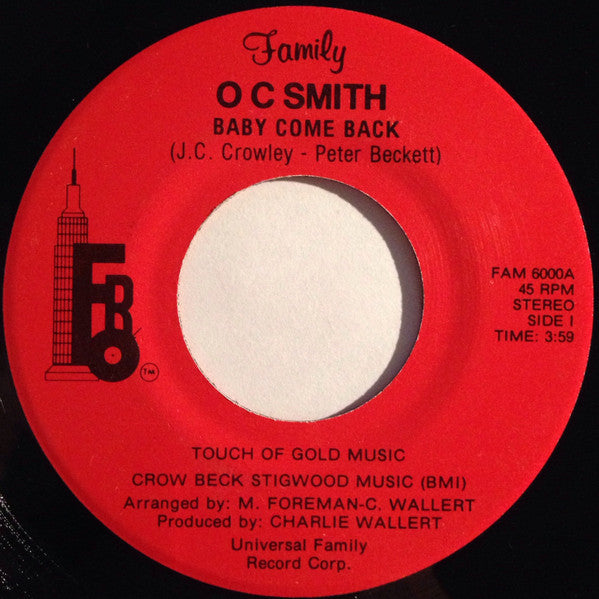 Family
O C SMITH
BABY COME BACK
(J.C. Crowley - Peter Beckett)
FBO
TM
FAM 6000A
45 RPM
STEREO
SIDE I
TIME: 3:59
TOUCH OF GOLD MUSIC
CROW BECK STIGWOOD MUSIC (BMI)
Arranged by: M. FOREMAN-C. WALLERT
Produced by: CHARLIE WALLERT
Universal Family
Record Corp.